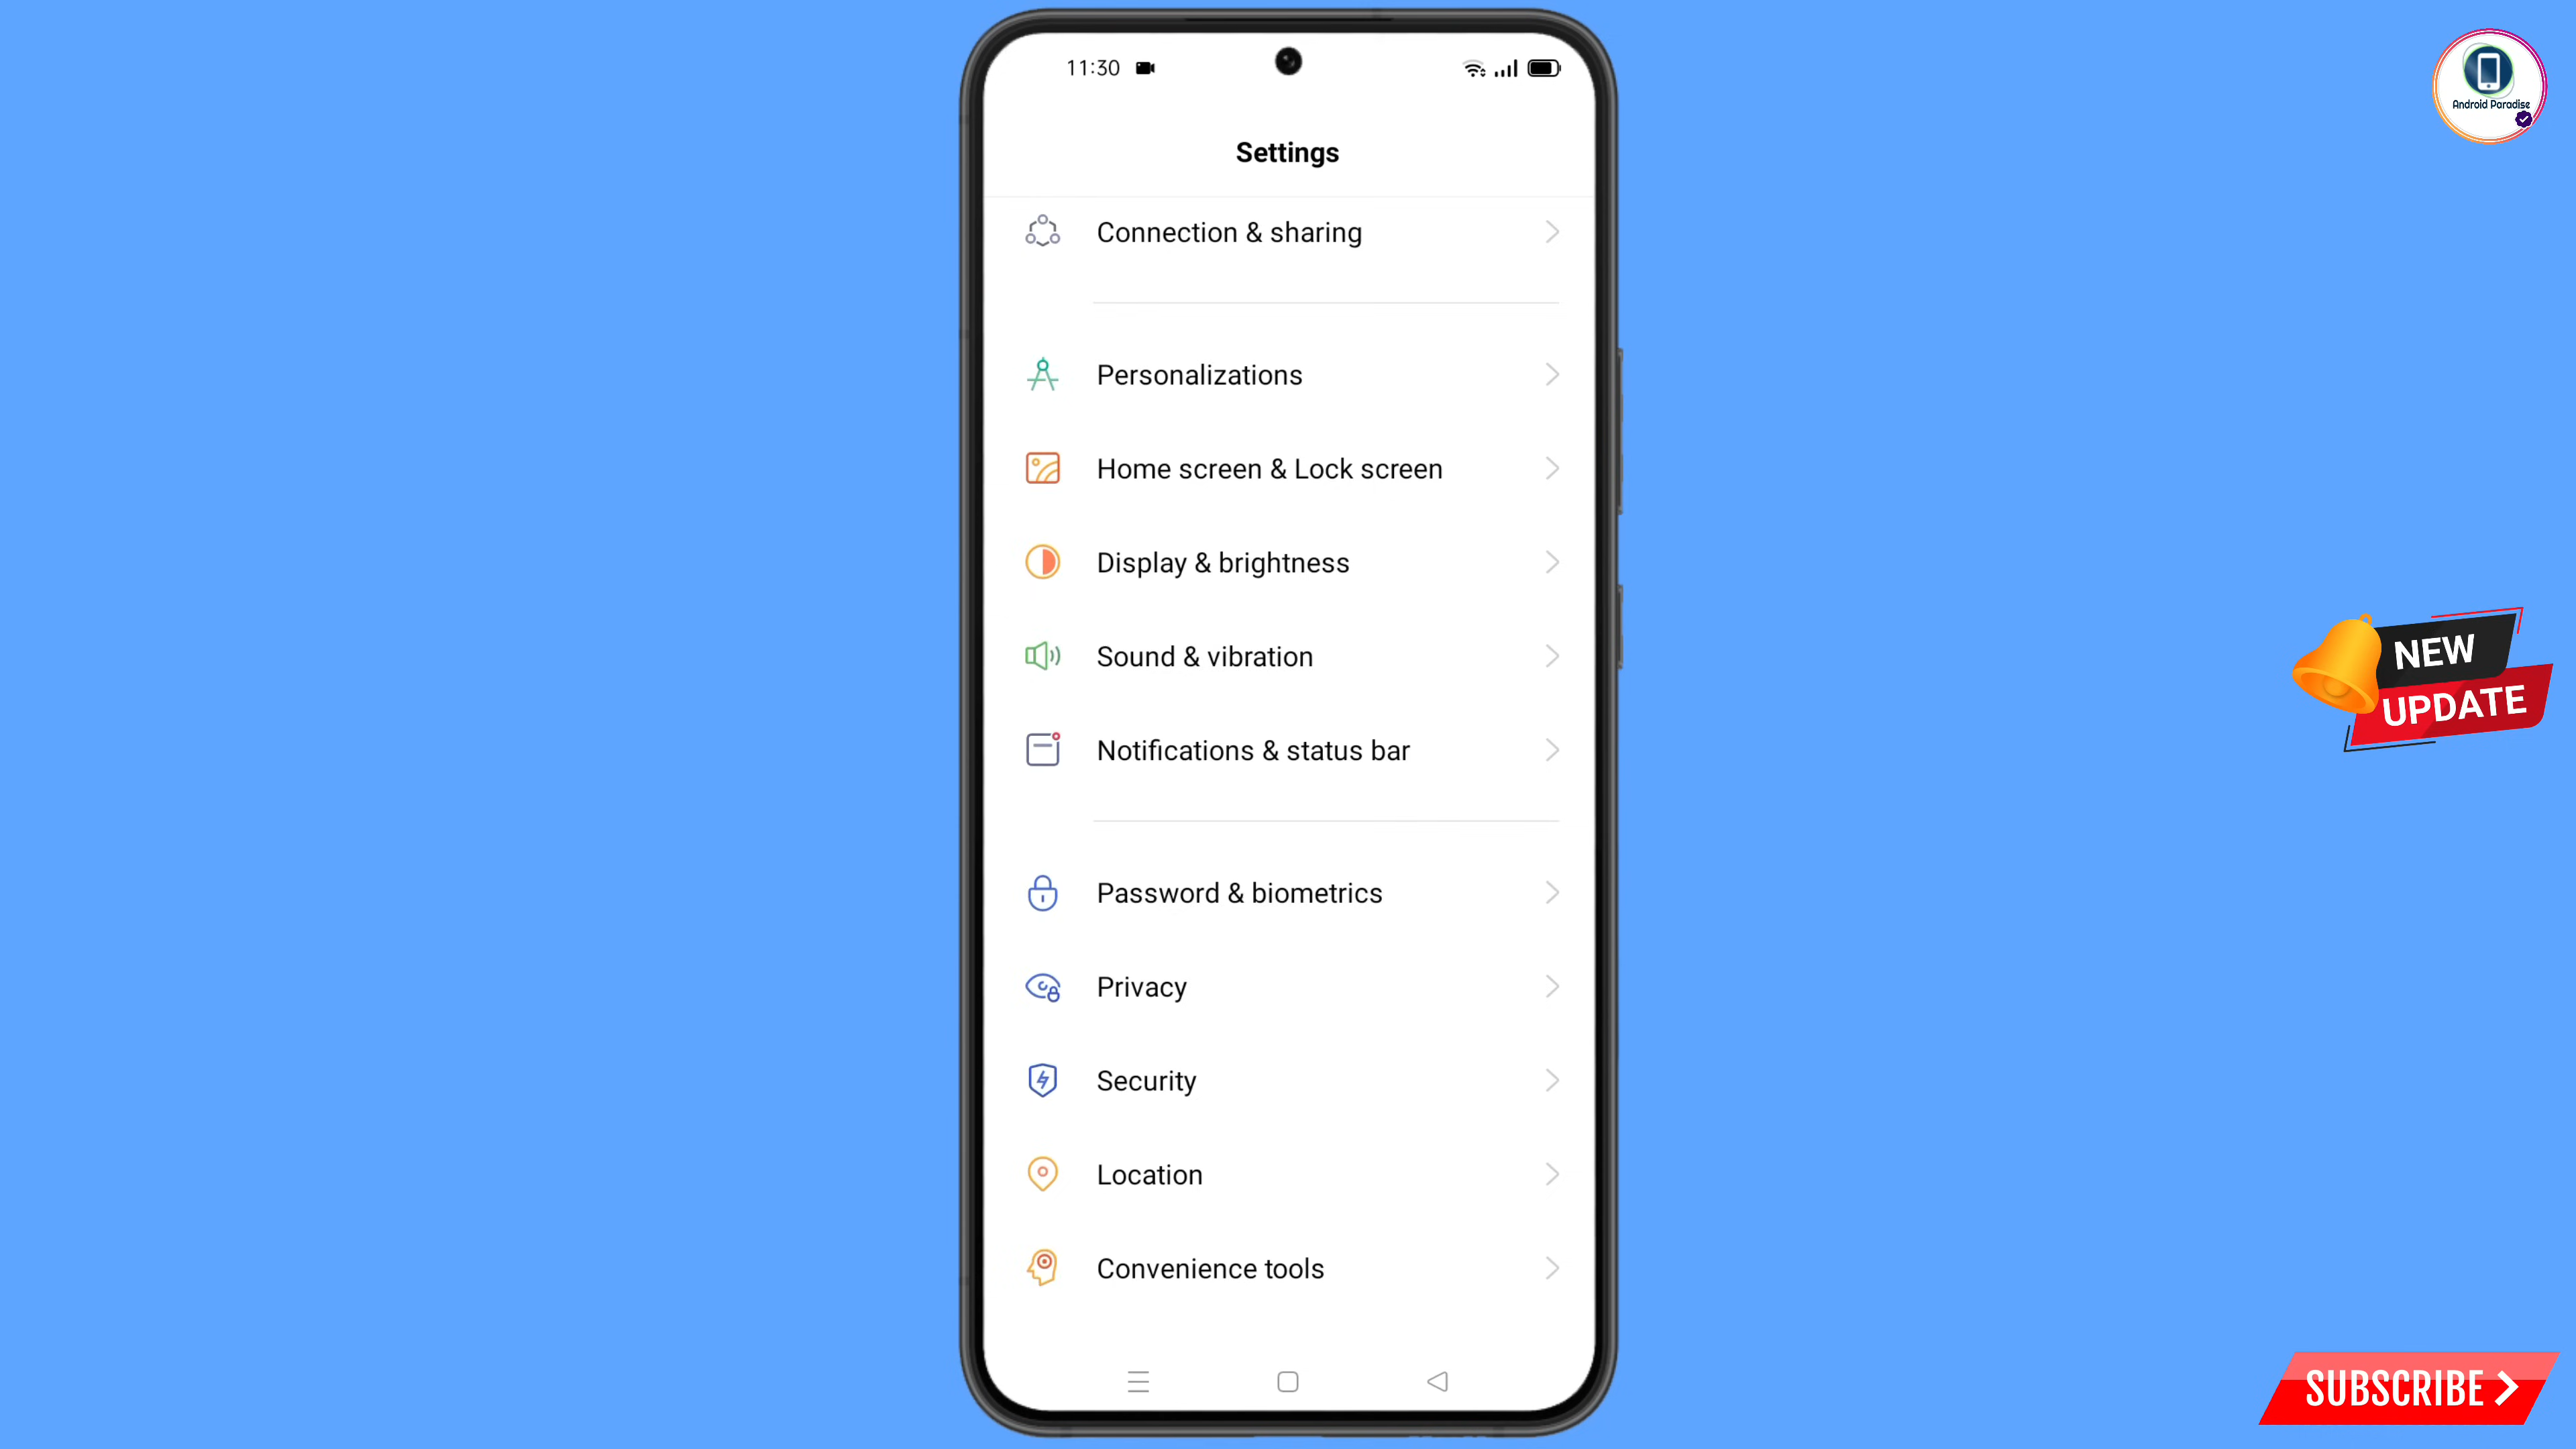 11:30
Android Paradise
Settings
Connection & sharing
Personalizations
Home screen & Lock screen
Display & brightness
Sound & vibration
NEW
UPDATE
Notifications & status bar
Password & biometrics
Privacy
Security
Location
Convenience tools
SUBSCRIBE